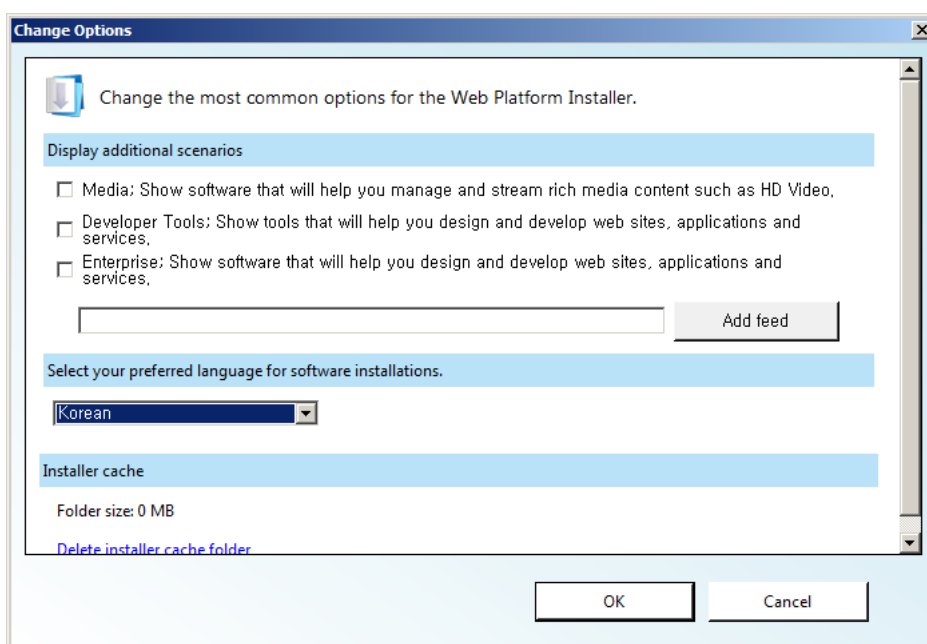 Change Options
Change the most common options for the Web Platform Installer.
Display additional scenarios
Media; Show software that will help you manage and stream rich media content such as HD Video.
Developer Tools; Show tools that will help you design and develop web sites, applications and
services.
Enterprise; Show software that will help you design and develop web sites, applications and
services.
Add feed
Select your preferred language for software installations.
Korean
Installer cache
Folder size: 0 MB
Delete installer cache folder
OK
Cancel